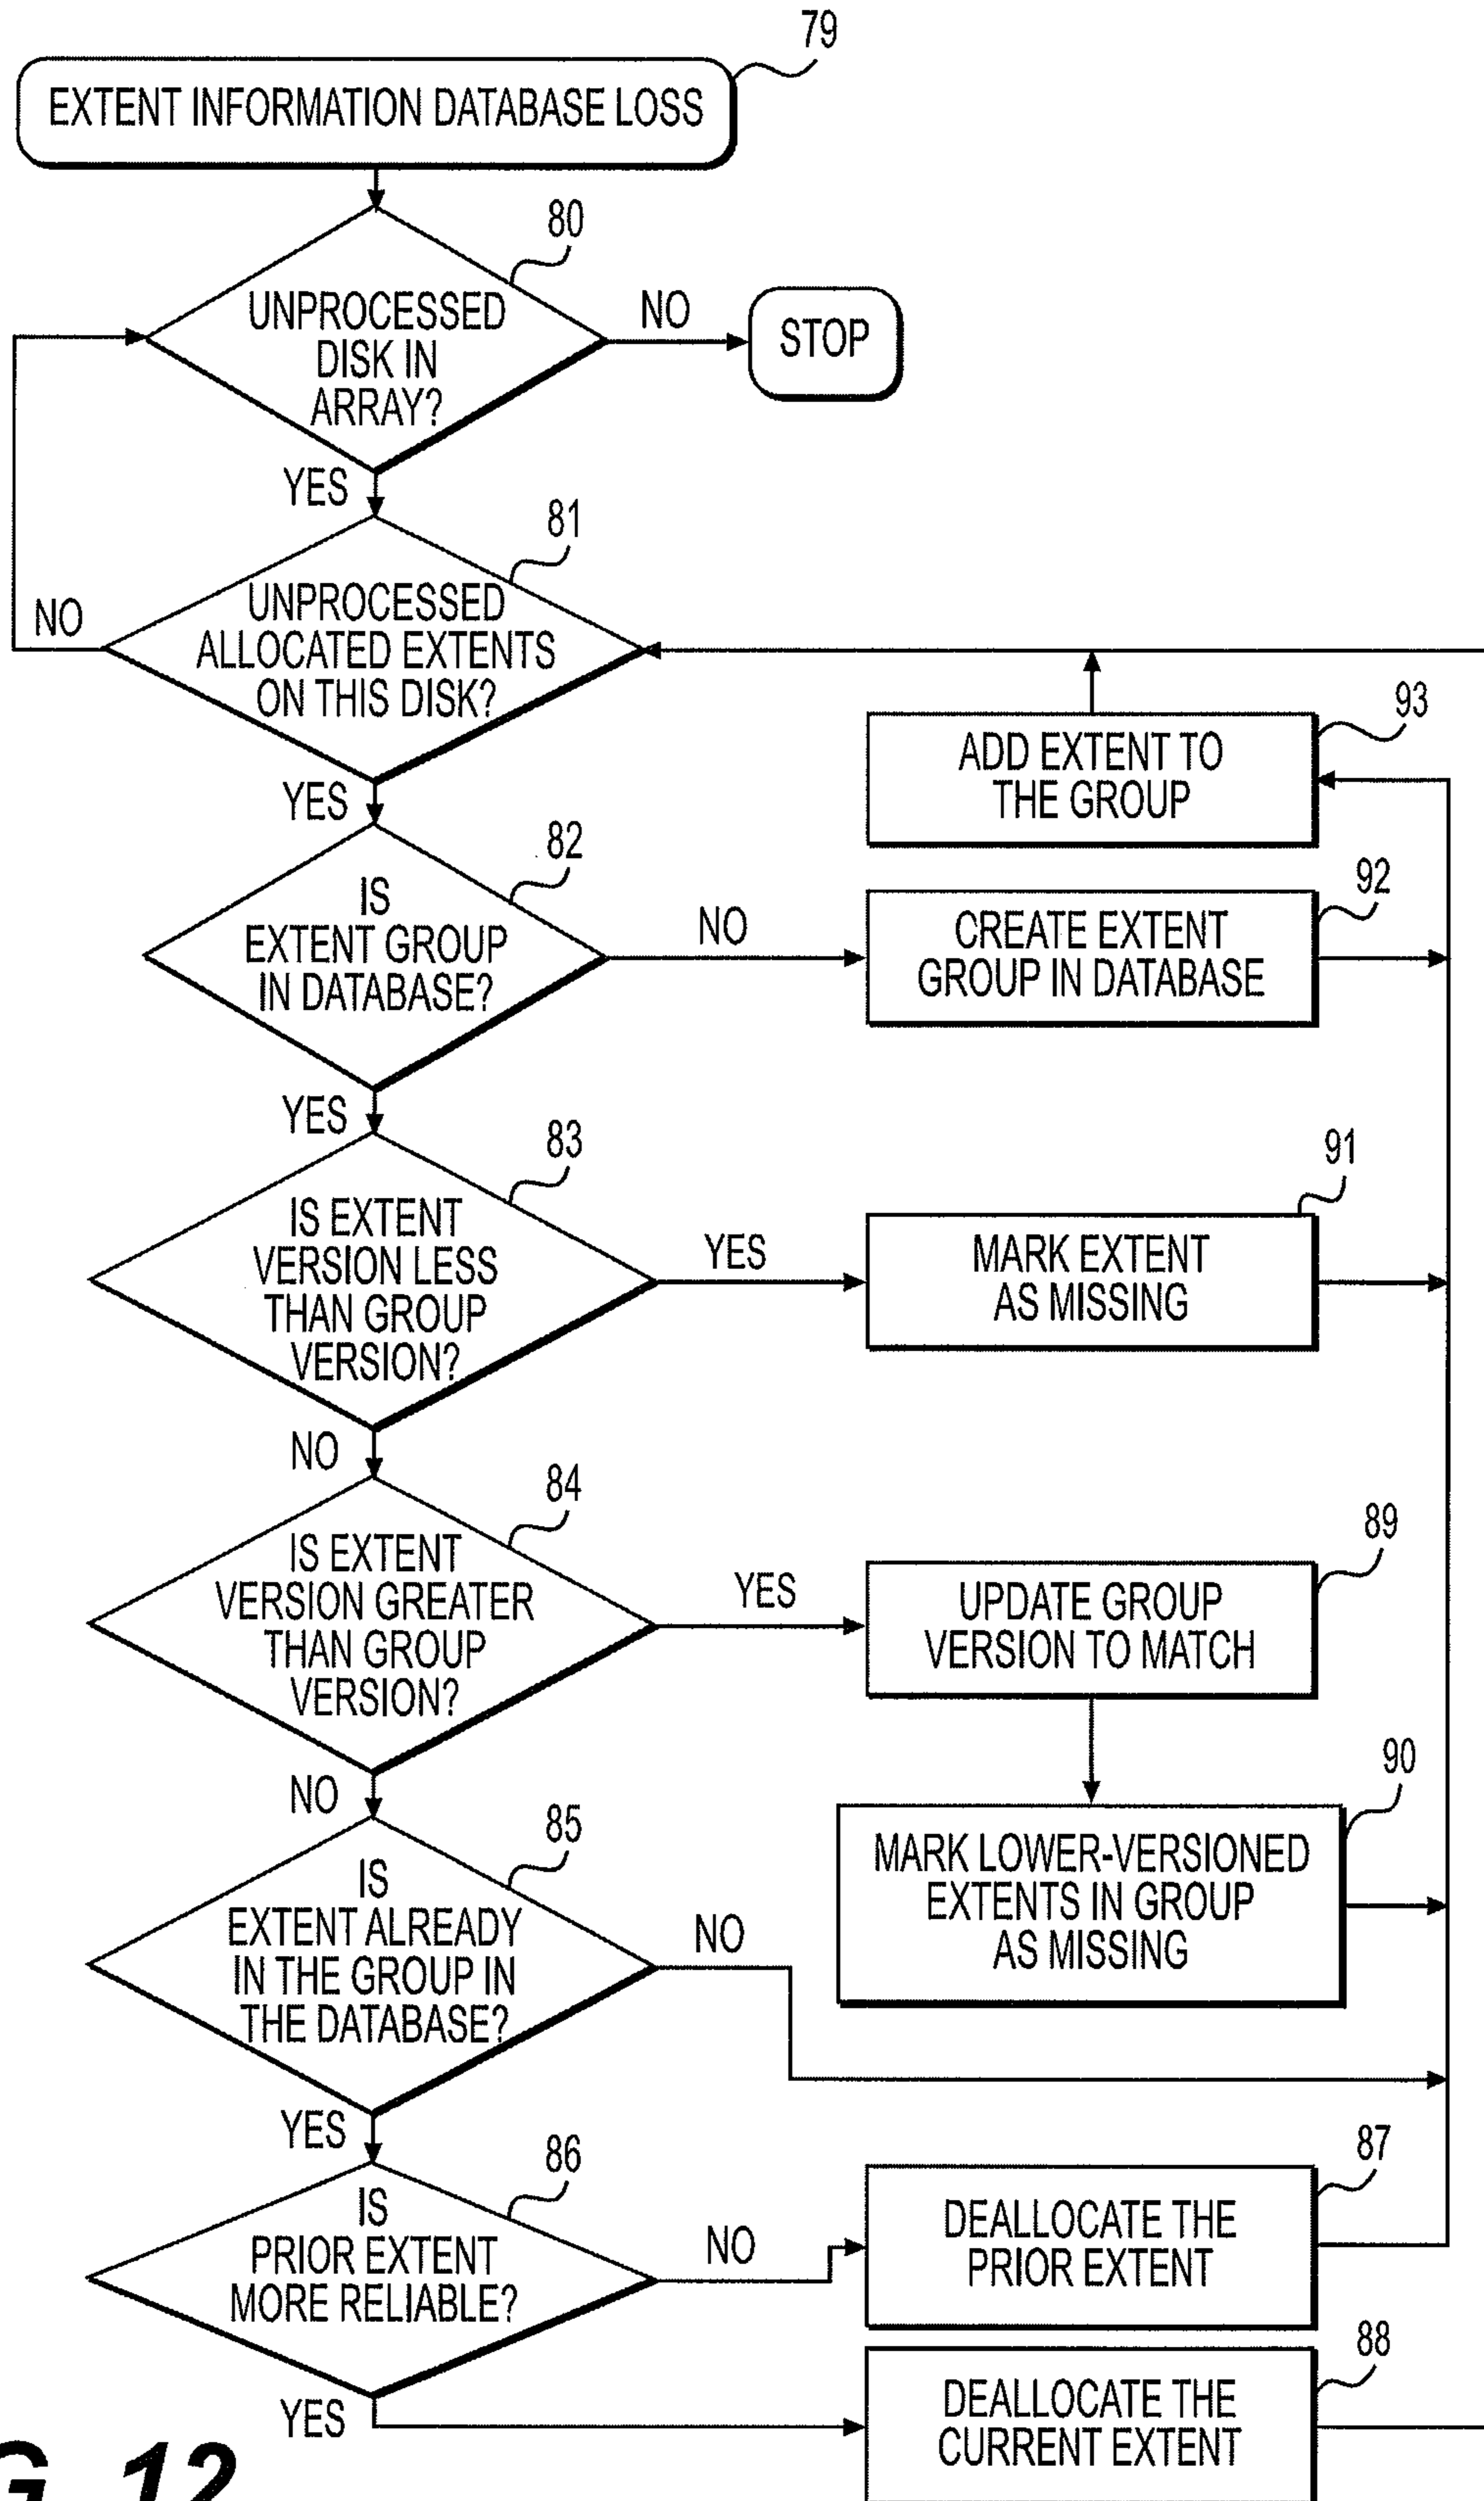 79
EXTENT INFORMATION DATABASE LOSS
80
UNPROCESSED
DISK IN
ARRAY?
NO
STOP
YES
81
UNPROCESSED
ALLOCATED EXTENTS
ON THIS DISK?
NO
YES
93
ADD EXTENT TO
THE GROUP
82
IS
EXTENT GROUP
IN DATABASE?
NO
92
CREATE EXTENT
GROUP IN DATABASE
YES
83
IS EXTENT
VERSION LESS
THAN GROUP
VERSION?
YES
91
MARK EXTENT
AS MISSING
NO
84
IS EXTENT
VERSION GREATER
THAN GROUP
VERSION?
YES
89
UPDATE GROUP
VERSION TO MATCH
NO
90
MARK LOWER-VERSIONED
EXTENTS IN GROUP
AS MISSING
85
IS
EXTENT ALREADY
IN THE GROUP IN
THE DATABASE?
NO
YES
86
IS
PRIOR EXTENT
MORE RELIABLE?
NO
87
DEALLOCATE THE
PRIOR EXTENT
YES
88
DEALLOCATE THE
CURRENT EXTENT
G. 12